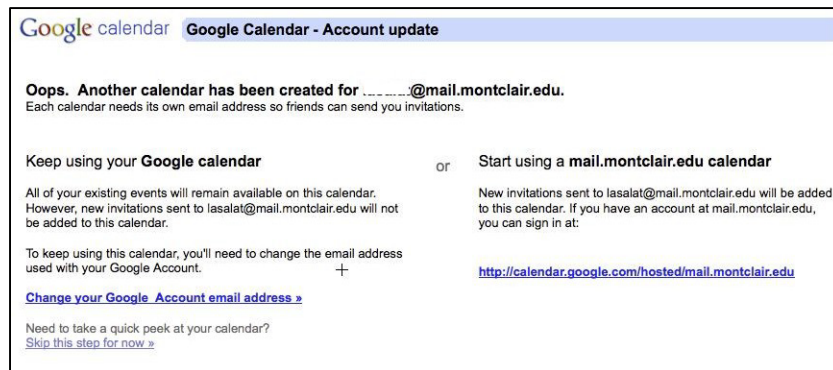 Google calendar Google Calendar - Account update
Oops. Another calendar has been created for @mail.montclair.edu.
Each calendar needs its own email address so friends can send you invitations.
Keep using your Google calendar
All of your existing events will remain available on this calendar.
However, new invitations sent to lasalat@mail.montclair.edu will not
be added to this calendar.
To keep using this calendar, you'll need to change the email address
used with your Google Account.
Change your Google Account email address »
Need to take a quick peek at your calendar?
Skip this step for now »
or
Start using a mail.montclair.edu calendar
New invitations sent to lasalat@mail.montclair.edu will be added
to this calendar. If you have an account at mail.montclair.edu,
you can sign in at:
http://calendar.google.com/hosted/mail.montclair.edu